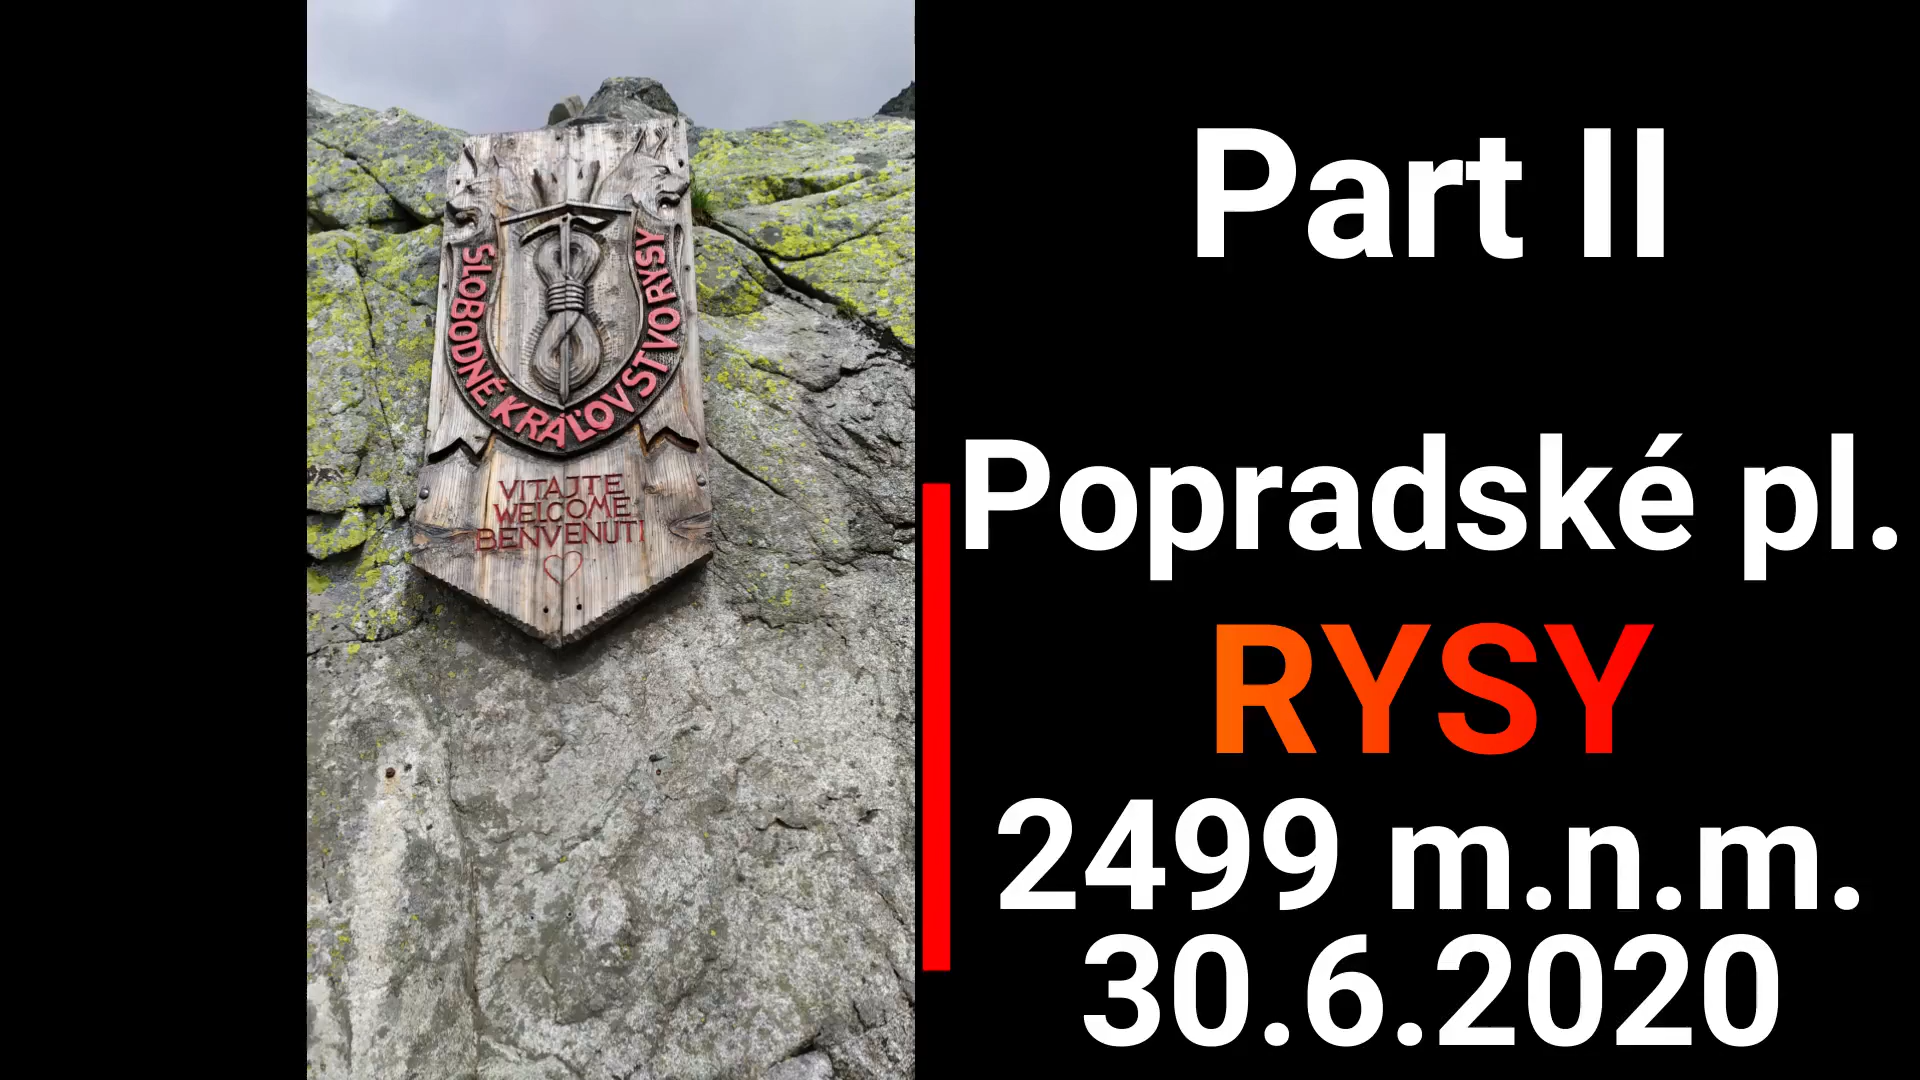 SLOBODNÉ KRÁĽOVSTVO RYSY
VITAJTE
WELCOME
BENVENUTI
Part II
Popradské pl.
RYSY
2499 m.n.m.
30.6.2020